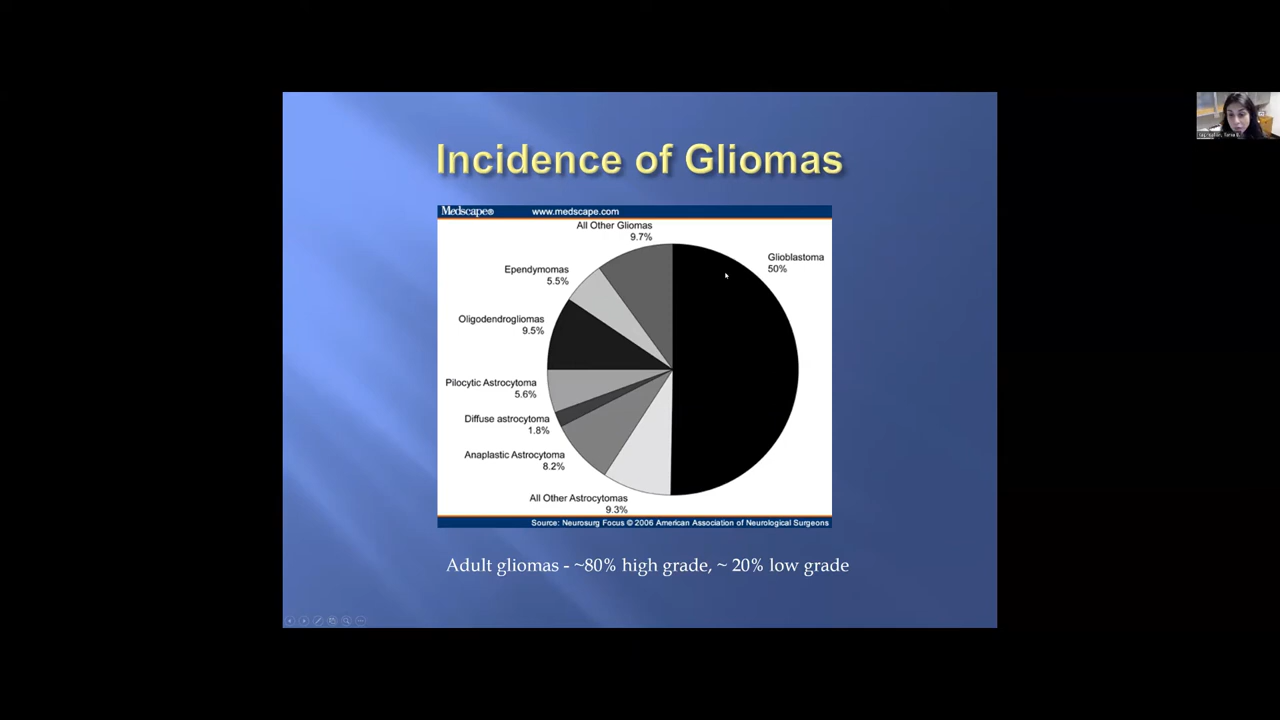 Incidence of Gliomas
Medscape® www.medscape.com
All Other Gliomas
9.7%
Glioblastoma
50%
Ependymomas
5.5%
Oligodendrogliomas
9.5%
Pilocytic Astrocytoma
5.6%
Diffuse astrocytoma
1.8%
Anaplastic Astrocytoma
8.2%
All Other Astrocytomas
9.3%
Source: Neurosurg Focus © 2006 American Association of Neurological Surgeons
Adult gliomas - ~80% high grade, ~ 20% low grade